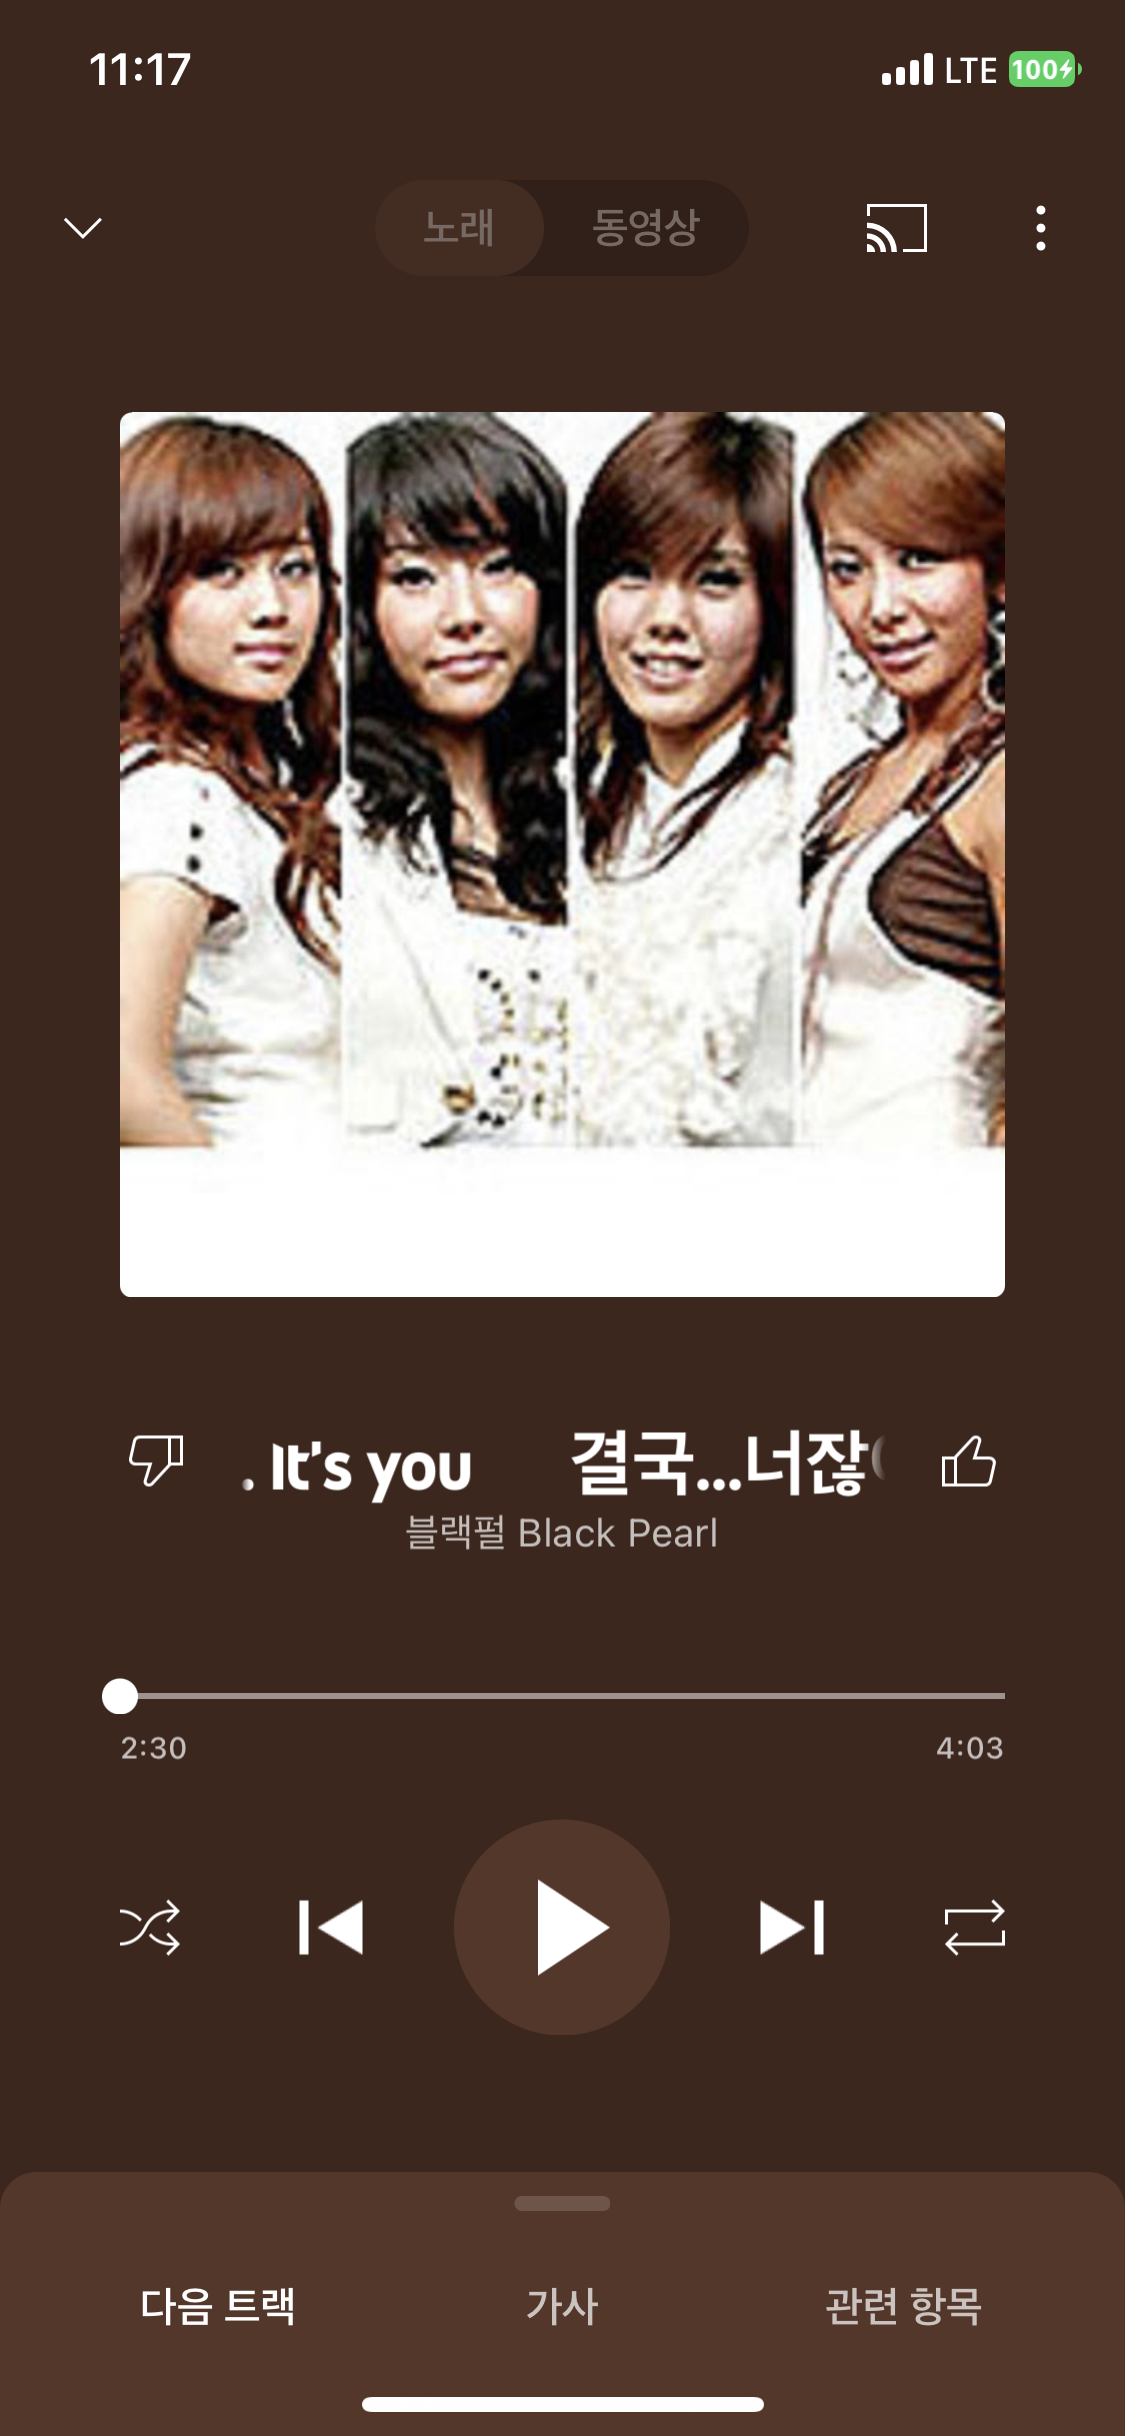 11:17 LTE 100
노래 동영상
. It's you 결국...너잖
블랙펄 Black Pearl
2:30 4:03
다음 트랙 가사 관련 항목